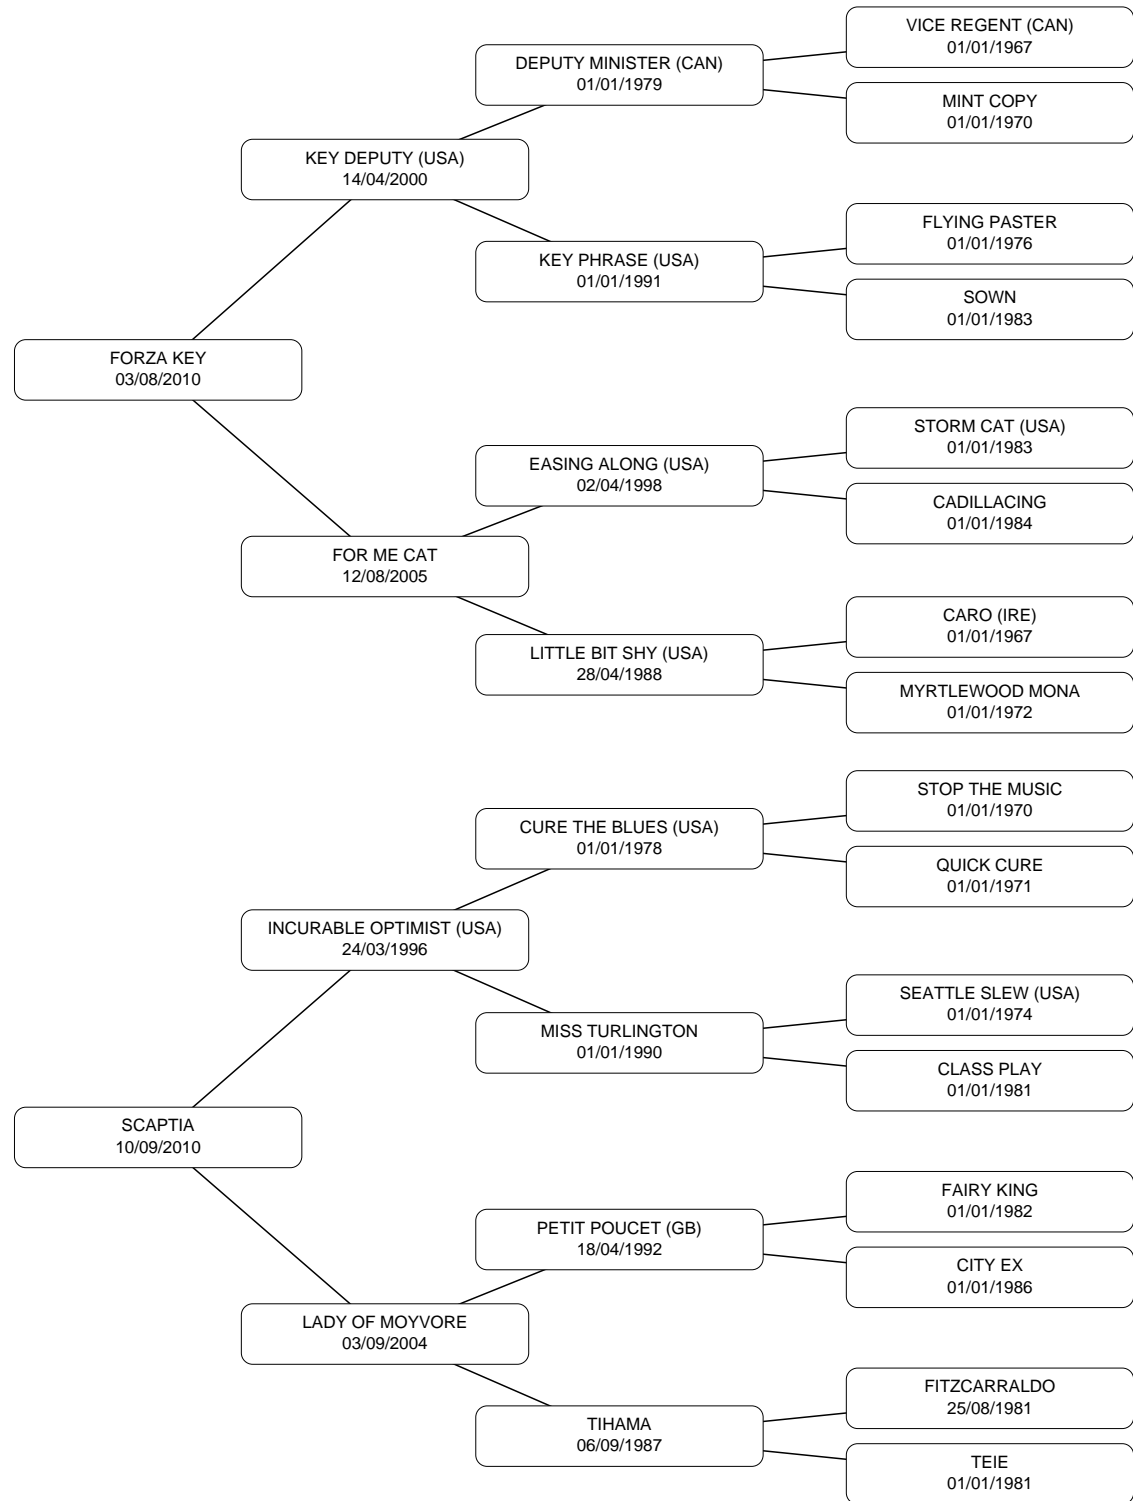 VICE REGENT (CAN)
01/01/1967
DEPUTY MINISTER (CAN)
01/01/1979
MINT COPY
01/01/1970
KEY DEPUTY (USA)
14/04/2000
FLYING PASTER
01/01/1976
KEY PHRASE (USA)
01/01/1991
SOWN
01/01/1983
FORZA KEY
03/08/2010
STORM CAT (USA)
01/01/1983
EASING ALONG (USA)
02/04/1998
CADILLACING
01/01/1984
FOR ME CAT
12/08/2005
CARO (IRE)
01/01/1967
LITTLE BIT SHY (USA)
28/04/1988
MYRTLEWOOD MONA
01/01/1972
STOP THE MUSIC
01/01/1970
CURE THE BLUES (USA)
01/01/1978
QUICK CURE
01/01/1971
INCURABLE OPTIMIST (USA)
24/03/1996
SEATTLE SLEW (USA)
01/01/1974
MISS TURLINGTON
01/01/1990
CLASS PLAY
01/01/1981
SCAPTIA
10/09/2010
FAIRY KING
01/01/1982
PETIT POUCET (GB)
18/04/1992
CITY EX
01/01/1986
LADY OF MOYVORE
03/09/2004
FITZCARRALDO
25/08/1981
TIHAMA
06/09/1987
TEIE
01/01/1981